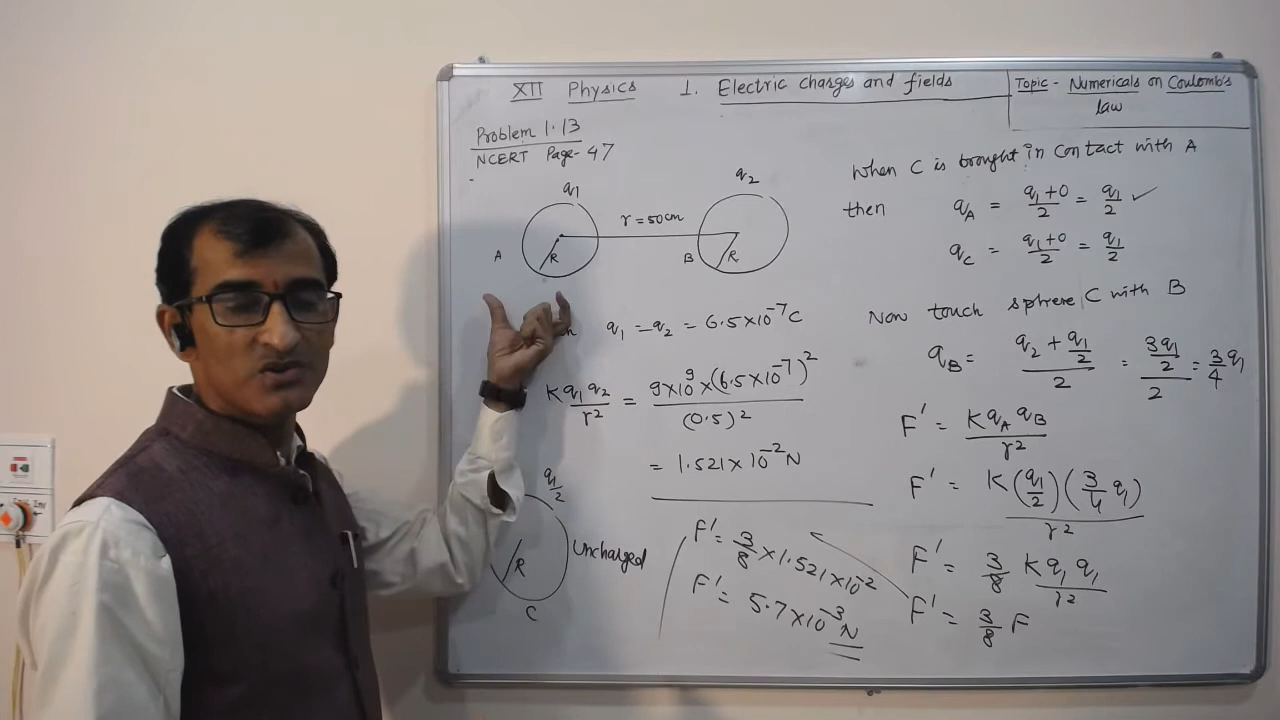 XII Physics 1. Electric charges and fields
Topic - Numericals on Coulomb's
law
Problem 1.13
NCERT Page-47
q1
q2
r = 50cm
A
R
B
R
q1 = q2 = 6.5×10^-7 C
Kq1q2/r^2 = 9×10^9×(6.5×10^-7)^2/(0.5)^2
= 1.521×10^-2 N
q1/2
R
Uncharged
C
F' = 3/8 × 1.521×10^-2
F' = 5.7×10^-3 N
When C is brought in contact with A
then qA = q1+0/2 = q1/2 ✓
qC = q1+0/2 = q1/2
Now touch sphere C with B
qB = q2 + q1/2 / 2 = 3q1/2 / 2 = 3/4 q1
F' = K qA qB / r^2
F' = K(q1/2)(3/4 q1) / r^2
F' = 3/8 K q1 q1 / r^2
F' = 3/8 F